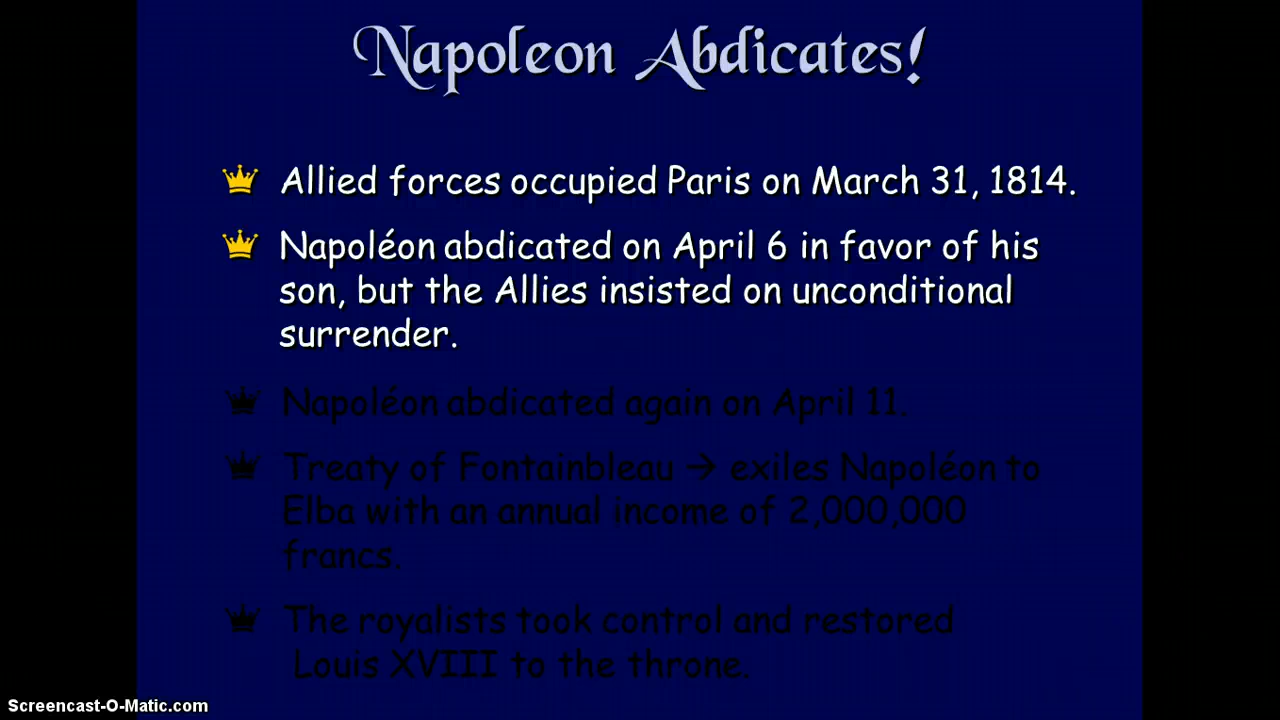 Napoleon Abdicates!
Allied forces occupied Paris on March 31, 1814.
Napoléon abdicated on April 6 in favor of his
son, but the Allies insisted on unconditional
surrender.
Napoléon abdicated again on April 11.
Treaty of Fontainbleau → exiles Napoléon to
Elba with an annual income of 2,000,000
francs.
The royalists took control and restored
Louis XVIII to the throne.
Screencast-O-Matic.com